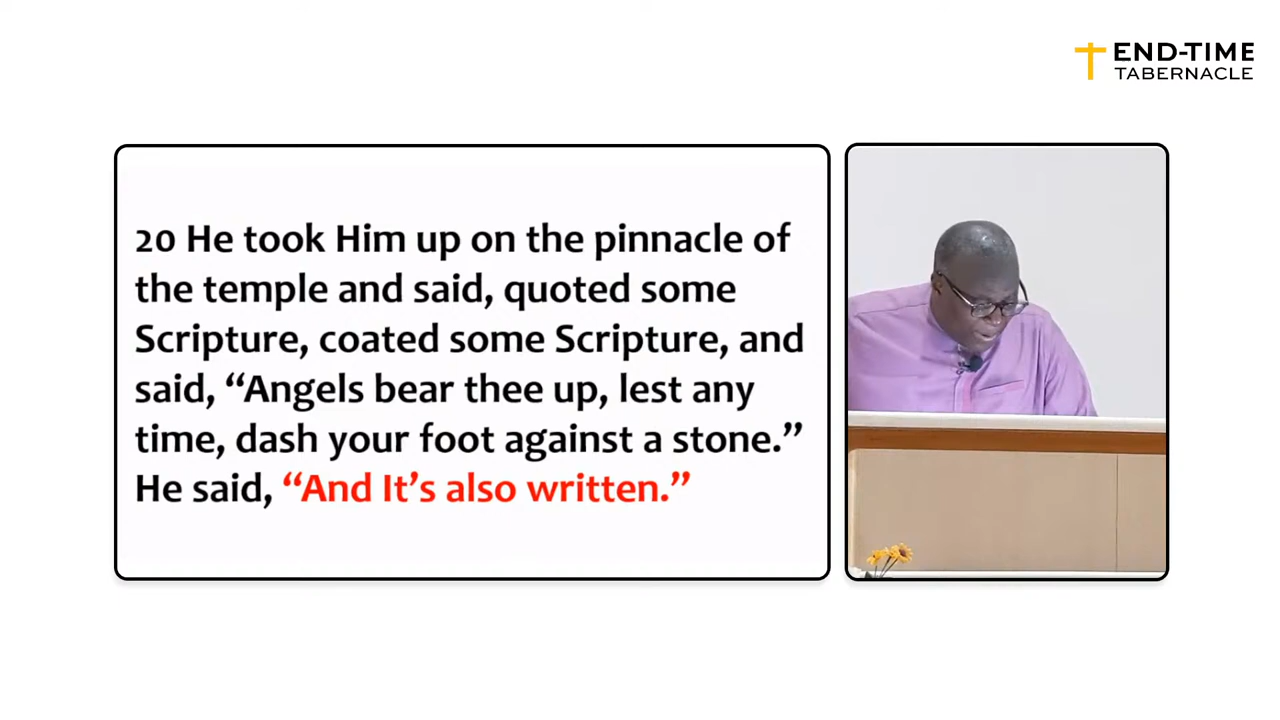 END-TIME
TABERNACLE
20 He took Him up on the pinnacle of
the temple and said, quoted some
Scripture, coated some Scripture, and
said, “Angels bear thee up, lest any
time, dash your foot against a stone.”
He said, “And It’s also written.”